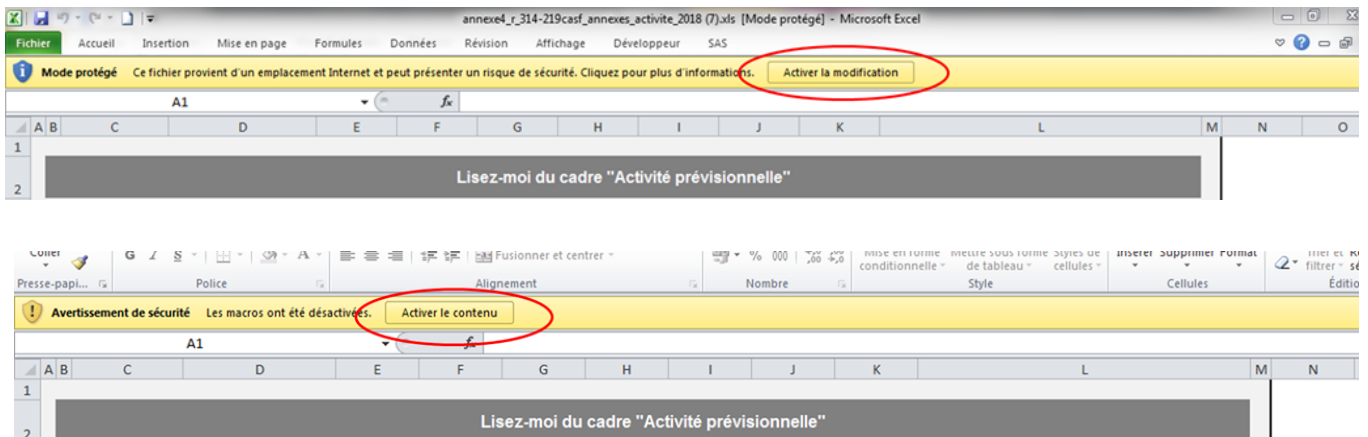 annexe4_r_314-219casf_annexes_activite_2018 (7).xls [Mode protégé] - Microsoft Excel
Fichier Accueil Insertion Mise en page Formules Données Révision Affichage Développeur SAS
Mode protégé Ce fichier provient d'un emplacement Internet et peut présenter un risque de sécurité. Cliquez pour plus d'informations. Activer la modification
A1 fx
A B C D E F G H I J K L M N O
1
2 Lisez-moi du cadre "Activité prévisionnelle"
Coller G I S A Fusionner et centrer % 000 Mise en forme Mettre sous forme Styles de Insérer Supprimer Format Trier et
conditionnelle de tableau cellules filtrer
Presse-papi... Police Alignement Nombre Style Cellules Éditio
Avertissement de sécurité Les macros ont été désactivées. Activer le contenu
A1 fx
A B C D E F G H I J K L M N
1
2 Lisez-moi du cadre "Activité prévisionnelle"